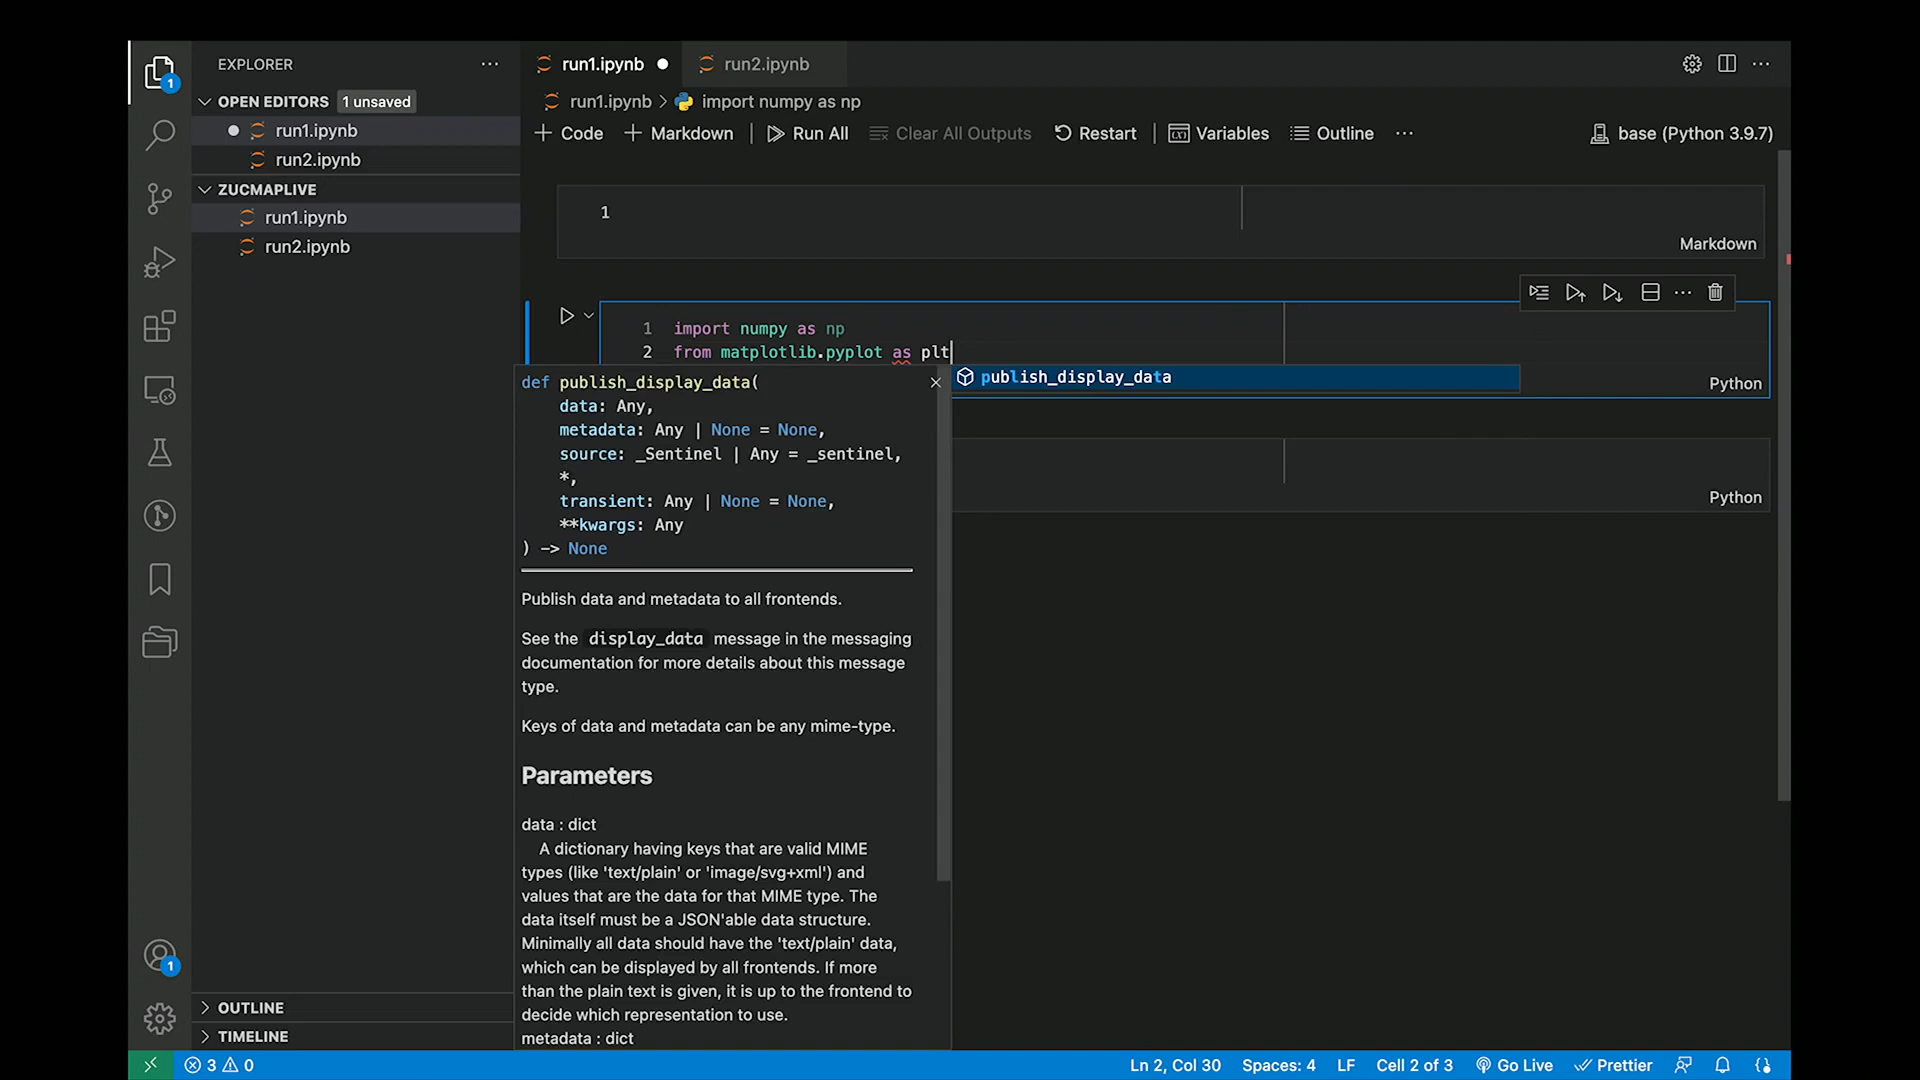 EXPLORER
1
OPEN EDITORS 1 unsaved
run1.ipynb
run2.ipynb
ZUCMAPLIVE
run1.ipynb
run2.ipynb
OUTLINE
TIMELINE
1
run1.ipynb
run2.ipynb
run1.ipynb > import numpy as np
+ Code + Markdown Run All Clear All Outputs Restart Variables Outline ... base (Python 3.9.7)
1
Markdown
1 import numpy as np
2 from matplotlib.pyplot as plt
publish_display_data
Python
Python
def publish_display_data(
data: Any,
metadata: Any | None = None,
source: _Sentinel | Any = _sentinel,
*,
transient: Any | None = None,
**kwargs: Any
) -> None
Publish data and metadata to all frontends.
See the display_data message in the messaging
documentation for more details about this message
type.
Keys of data and metadata can be any mime-type.
Parameters
data : dict
A dictionary having keys that are valid MIME
types (like 'text/plain' or 'image/svg+xml') and
values that are the data for that MIME type. The
data itself must be a JSON'able data structure.
Minimally all data should have the 'text/plain' data,
which can be displayed by all frontends. If more
than the plain text is given, it is up to the frontend to
decide which representation to use.
metadata : dict
3 0 Ln 2, Col 30 Spaces: 4 LF Cell 2 of 3 Go Live Prettier